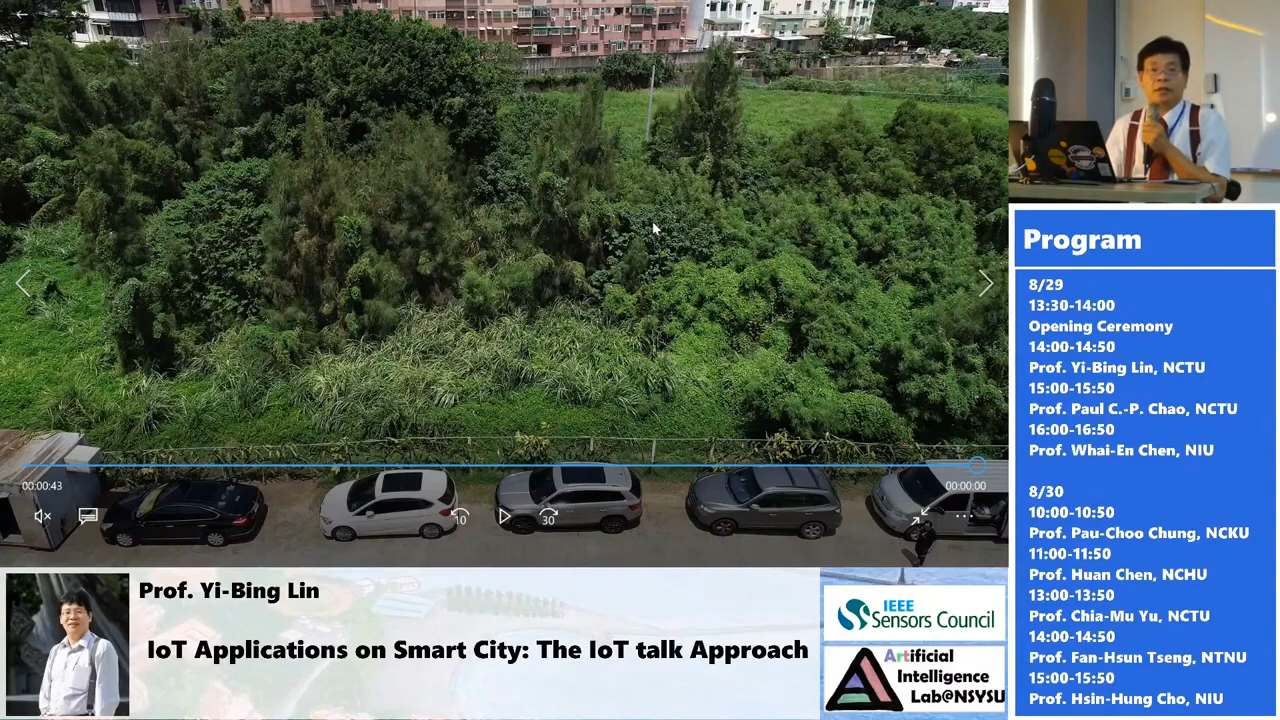 00:00:43
00:00:00
10
30
Program
8/29
13:30-14:00
Opening Ceremony
14:00-14:50
Prof. Yi-Bing Lin, NCTU
15:00-15:50
Prof. Paul C.-P. Chao, NCTU
16:00-16:50
Prof. Whai-En Chen, NIU
8/30
10:00-10:50
Prof. Pau-Choo Chung, NCKU
11:00-11:50
Prof. Huan Chen, NCHU
13:00-13:50
Prof. Chia-Mu Yu, NCTU
14:00-14:50
Prof. Fan-Hsun Tseng, NTNU
15:00-15:50
Prof. Hsin-Hung Cho, NIU
Prof. Yi-Bing Lin
IoT Applications on Smart City: The IoT talk Approach
IEEE
Sensors Council
Artificial
Intelligence
Lab@NSYSU